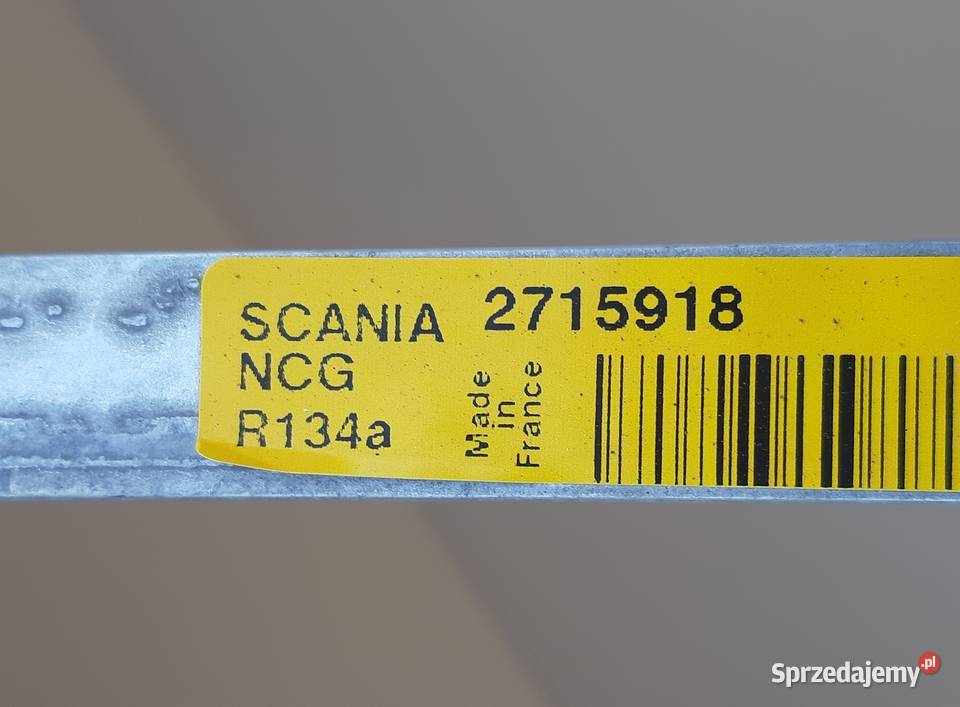 SCANIA 2715918
NCG
R134a
Made
in
France
Sprzedajemy.pl